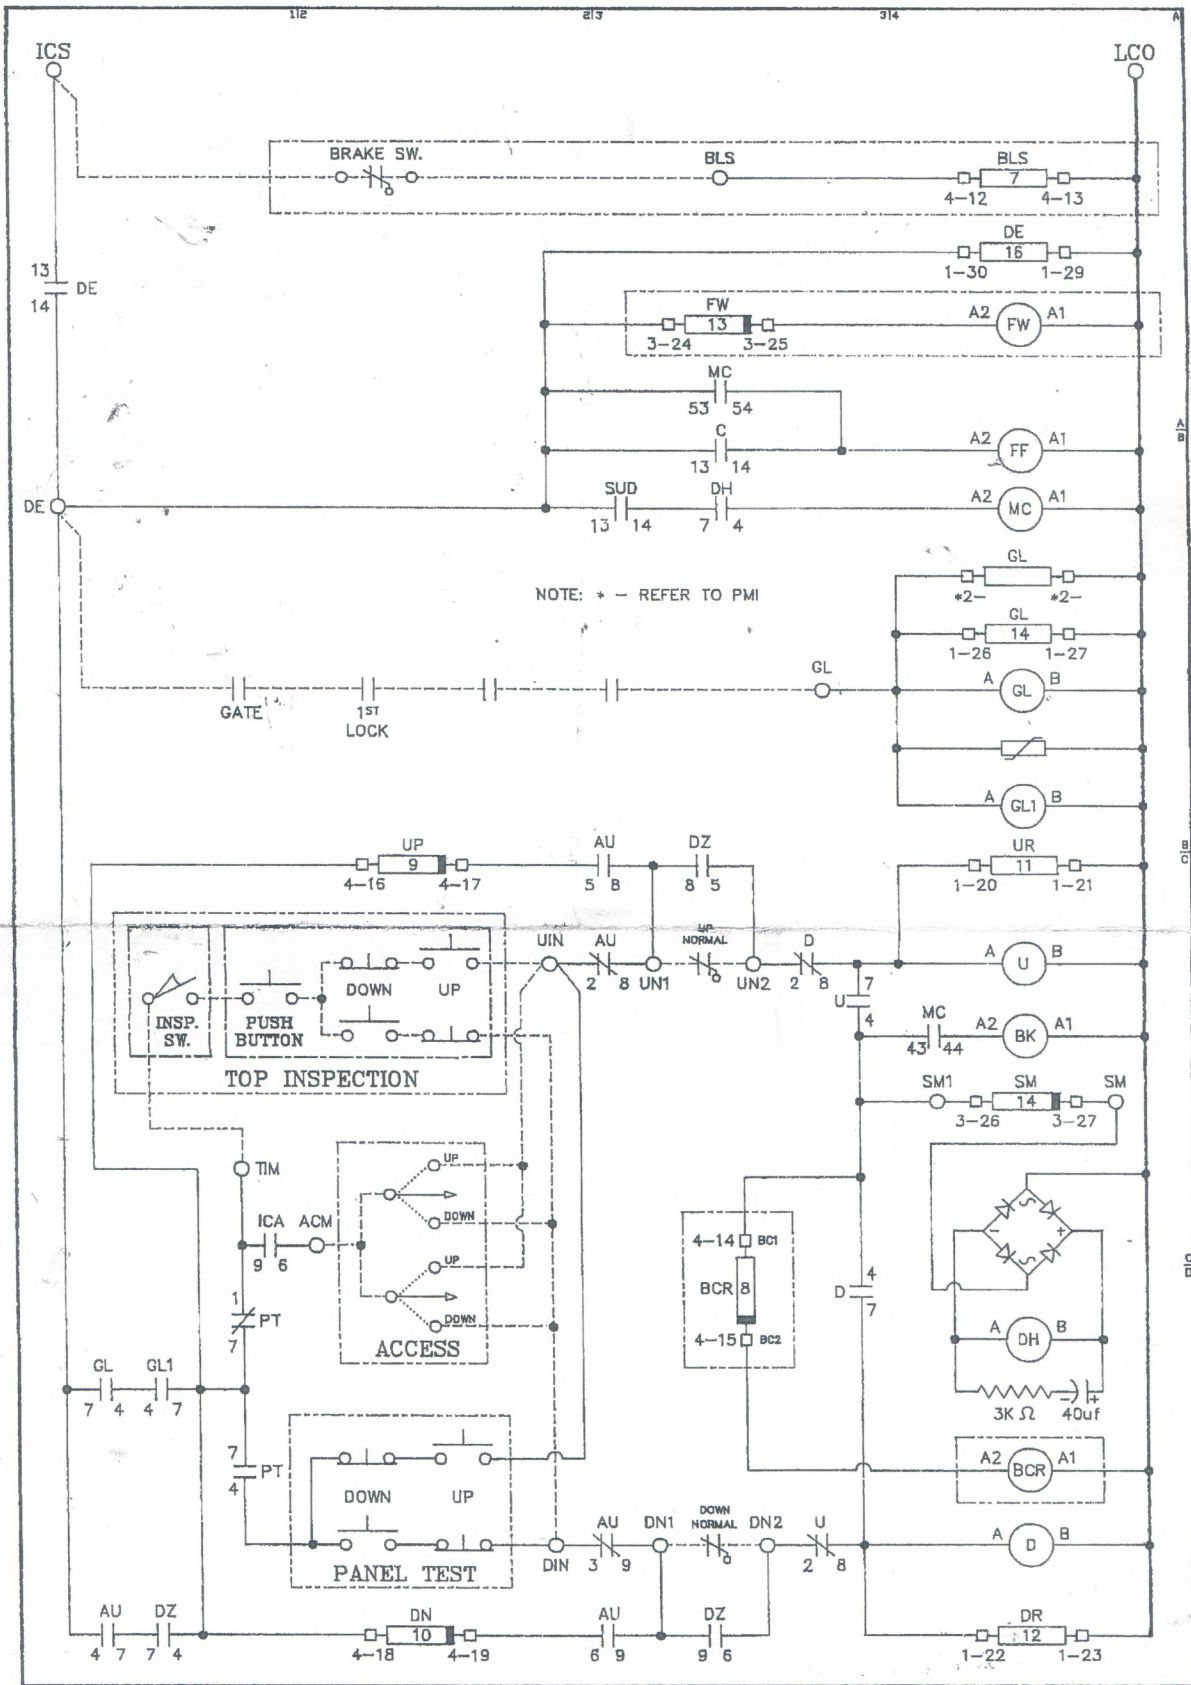 1|2 2|3 3|4 A
ICS LCO
BRAKE SW. BLS BLS
7
4-12 4-13
DE
16
1-30 1-29
13
DE
14
FW
13 A2 FW A1
3-24 3-25
MC
53 54
C A2 FF A1
13 14
A
B
DE SUD DH A2 MC A1
13 14 7 4
GL
NOTE: * - REFER TO PMI *2- *2-
GL
14
1-26 1-27
GL A GL B
GATE 1ST
LOCK
A GL1 B
UP AU DZ UR
9 11
4-16 4-17 5 8 8 5 1-20 1-21
B
C
UP
UIN AU NORMAL D A U B
DOWN UP 2 8 UN1 UN2 2 8 7
INSP. PUSH U
SW. BUTTON 4 MC A2 BK A1
43 44
TOP INSPECTION
SM1 SM SM
14
3-26 3-27
TIM UP
ICA ACM DOWN
9 6 4-14 BC1 - +
UP
1 BCR 8 4
PT D
7 DOWN 7
ACCESS 4-15 BC2 A DH B
C
D
GL GL1
7 4 4 7 - +
3K Ω 40uf
7
PT A2 BCR A1
4 DOWN UP
DOWN
AU DN1 NORMAL DN2 U A D B
DIN 3 9 2 8
PANEL TEST
AU DZ DN AU DZ DR
10 12
4 7 7 4 4-18 4-19 6 9 9 6 1-22 1-23